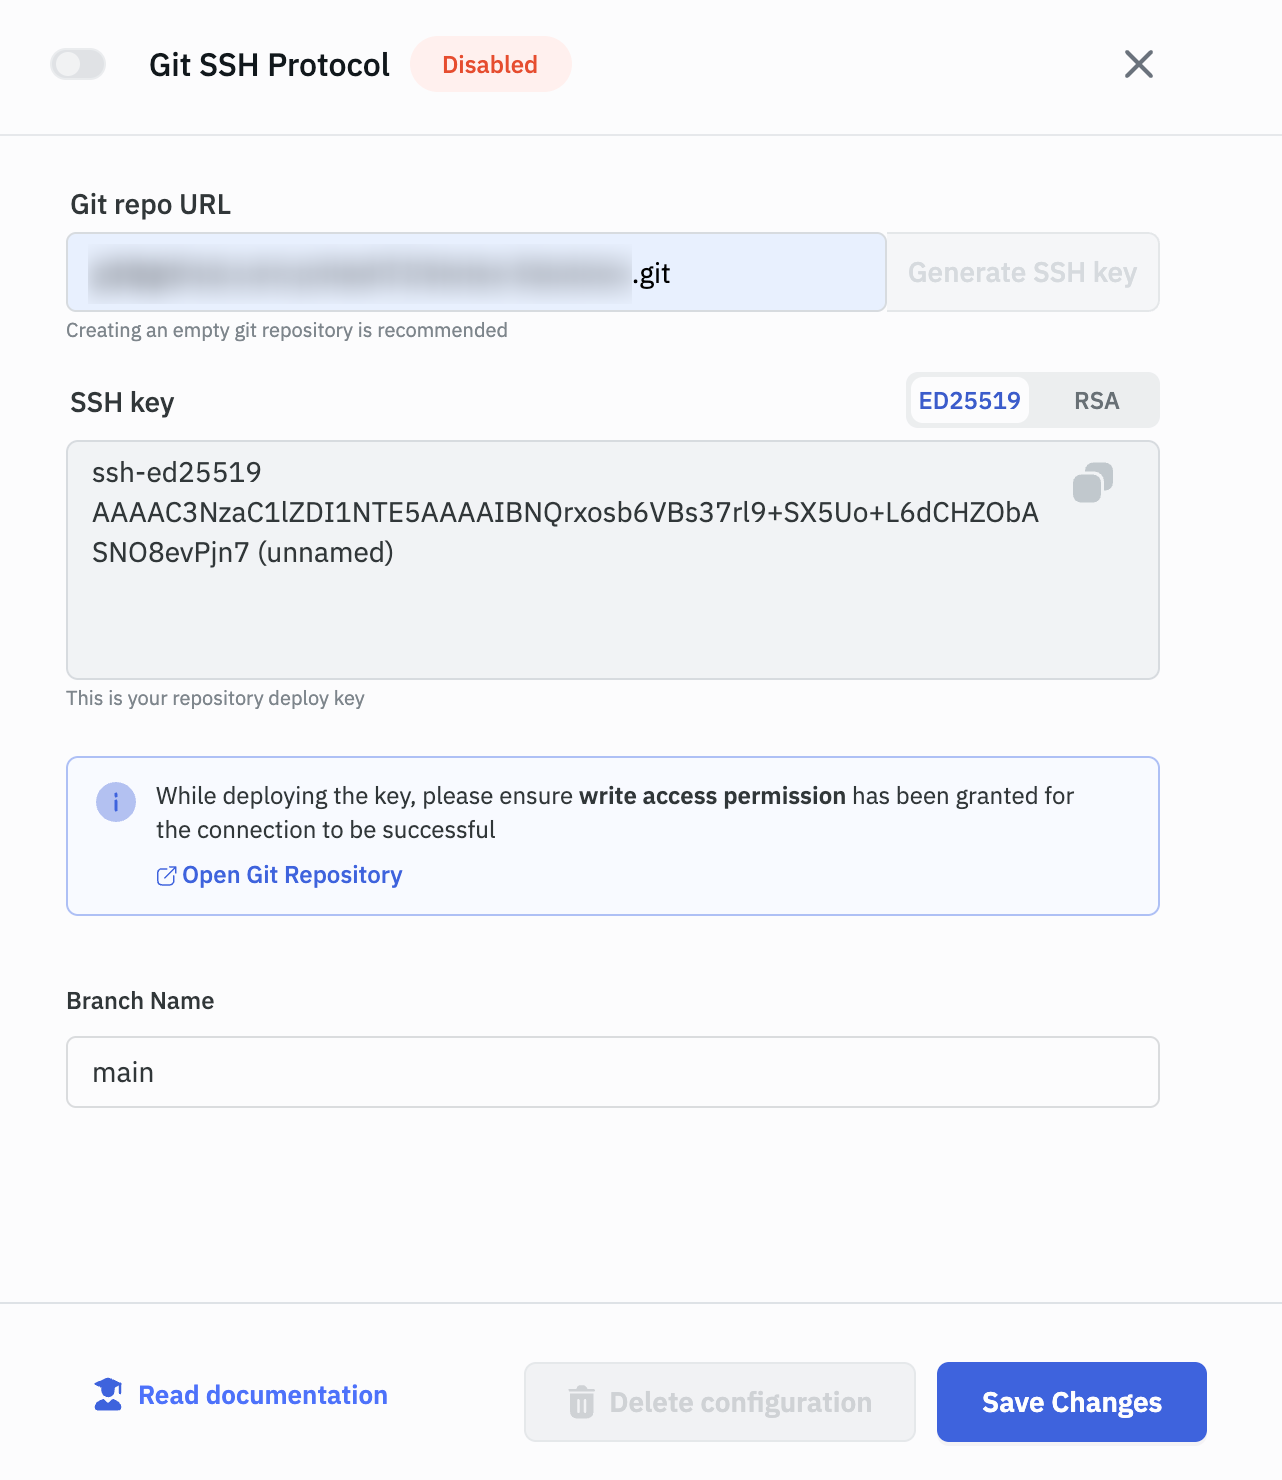 Git SSH Protocol
Disabled
Git repo URL
.git
Generate SSH key
Creating an empty git repository is recommended
SSH key
ED25519
RSA
ssh-ed25519
AAAAC3NzaC1lZDI1NTE5AAAAIBNQrxosb6VBs37rl9+SX5Uo+L6dCHZObA
SNO8evPjn7 (unnamed)
This is your repository deploy key
While deploying the key, please ensure write access permission has been granted for
the connection to be successful
Open Git Repository
Branch Name
main
Read documentation
Delete configuration
Save Changes